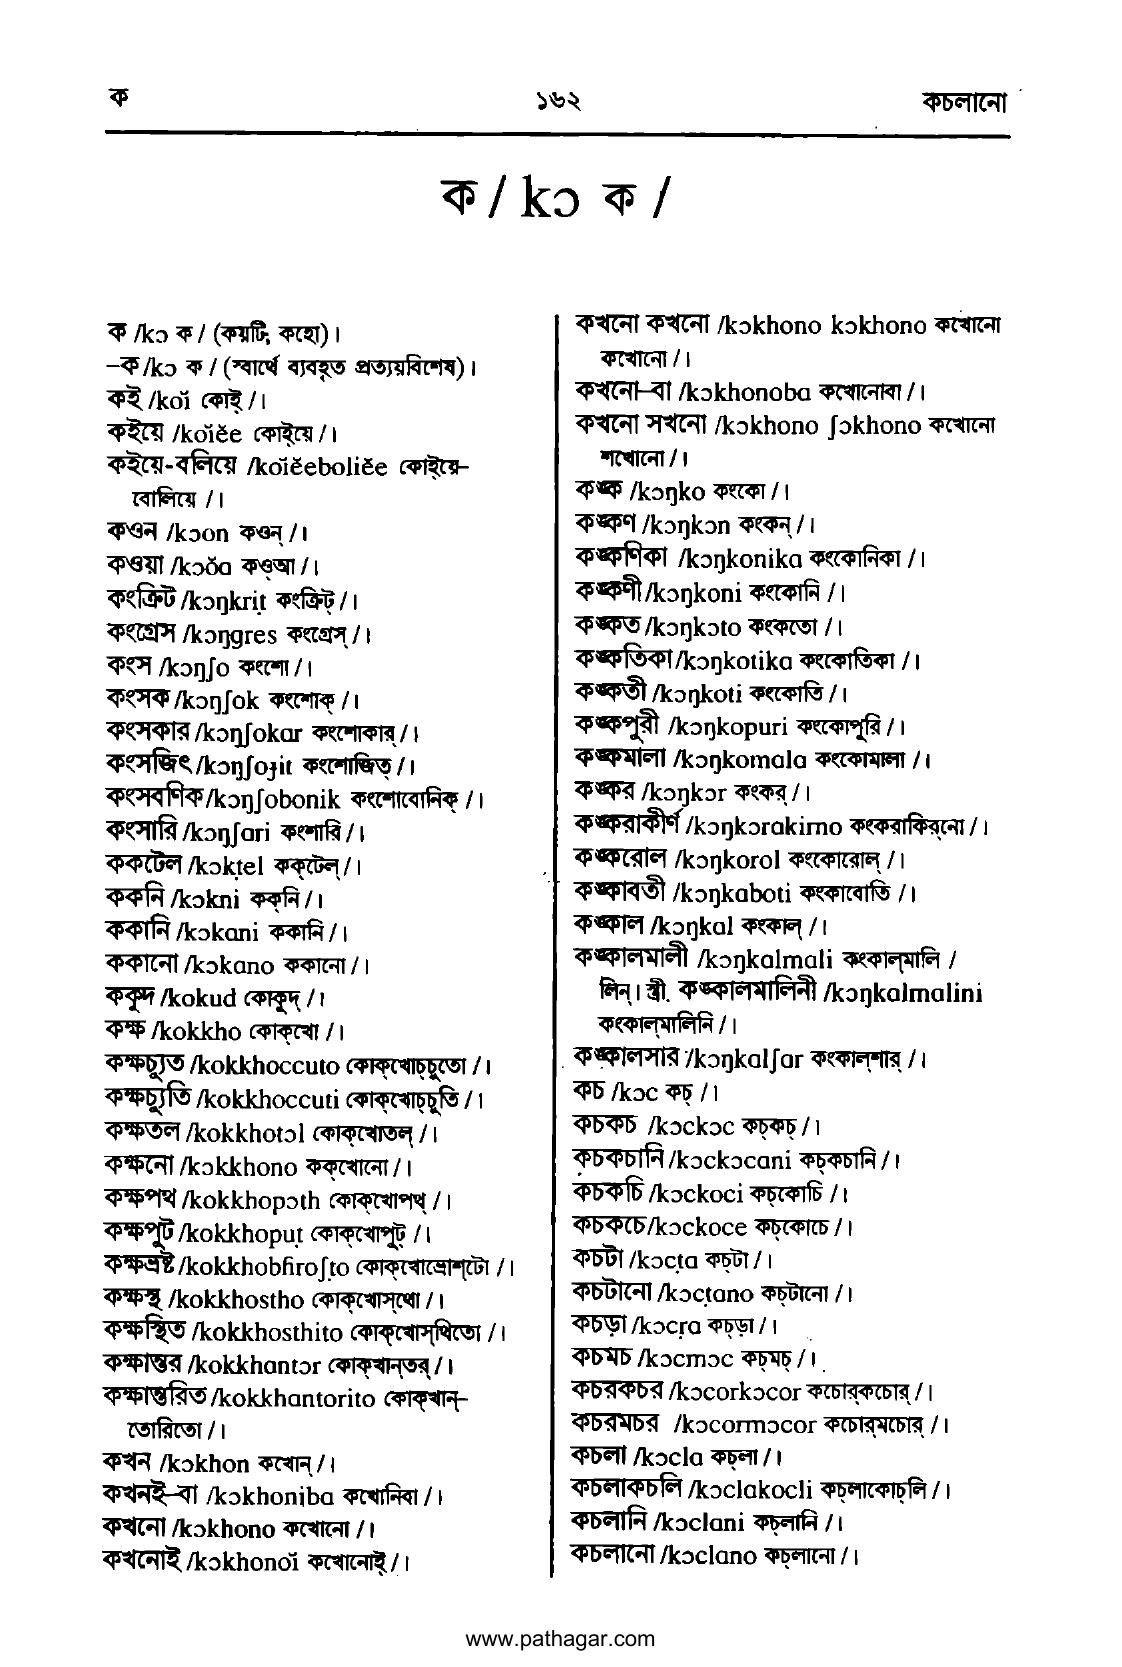 ক ১৬২ কচলানো
ক / kɔ ক /
ক /kɔ ক / (কয়টি; কহো)।
–ক /kɔ ক / (স্বার্থে ব্যবহৃত প্রত্যয়বিশেষ)।
কই /koĭ কোই্ /।
কইয়ে /koĭĕe কোই্য়ে /।
কইয়ে-বলিয়ে /koĭĕeboliĕe কোই্য়ে–
বোলিয়ে /।
কওন /kɔon কওন্ /।
কওয়া /kɔŏa কও্আ /।
কংক্রিট /kɔŋkriṭ কংক্রিট্ /।
কংগ্রেস /kɔŋgres কংগ্রেস্ /।
কংস /kɔŋʃo কংশো /।
কংসক /kɔŋʃok কংশোক্ /।
কংসকার /kɔŋʃokar কংশোকার্ /।
কংসজিৎ /kɔŋʃoɟit কংশোজিত্ /।
কংসবণিক /kɔŋʃobonik কংশোবোনিক্ /।
কংসারি /kɔŋʃari কংশারি /।
ককটেল /kɔkṭel কক্টেল্ /।
ককনি /kɔkni কক্নি /।
ককানি /kɔkani ককানি /।
ককানো /kɔkano ককানো /।
ককুদ /kokud কোকুদ্ /।
কক্ষ /kokkho কোক্খো /।
কক্ষচ্যুত /kokkhoccuto কোক্খোচ্চুতো /।
কক্ষচ্যুতি /kokkhoccuti কোক্খোচ্চুতি /।
কক্ষতল /kokkhotɔl কোক্খোতল্ /।
কক্ষনো /kɔkkhono কক্খোনো /।
কক্ষপথ /kokkhopɔth কোক্খোপথ্ /।
কক্ষপুট /kokkhopuṭ কোক্খোপুট্ /।
কক্ষভ্রষ্ট /kokkhobɦroʃto কোক্খোভ্রোশ্টো /।
কক্ষস্থ /kokkhostho কোক্খোস্থো /।
কক্ষস্থিত /kokkhosthito কোক্খোস্থিতো /।
কক্ষান্তর /kokkhantɔr কোক্খান্তর্ /।
কক্ষান্তরিত /kokkhantorito কোক্খান্–
তোরিতো /।
কখন /kɔkhon কখোন্ /।
কখনই–বা /kɔkhoniba কখোনিবা /।
কখনো /kɔkhono কখোনো /।
কখনোই /kɔkhonoĭ কখোনোই্ /।
কখনো কখনো /kɔkhono kɔkhono কখোনো
কখোনো /।
কখনো–বা /kɔkhonoba কখোনোবা /।
কখনো সখনো /kɔkhono ʃɔkhono কখোনো
শখোনো /।
কঙ্ক /kɔŋko কংকো /।
কঙ্কণ /kɔŋkɔn কংকন্ /।
কঙ্কণিকা /kɔŋkonika কংকোনিকা /।
কঙ্কণী /kɔŋkoni কংকোনি /।
কঙ্কত /kɔŋkɔto কংকতো /।
কঙ্কতিকা /kɔŋkotika কংকোতিকা /।
কঙ্কতী /kɔŋkoti কংকোতি /।
কঙ্কপুরী /kɔŋkopuri কংকোপুরি /।
কঙ্কমালা /kɔŋkomala কংকোমালা /।
কঙ্কর /kɔŋkɔr কংকর্ /।
কঙ্করাকীর্ণ /kɔŋkɔrakirno কংকরাকির্নো /।
কঙ্করোল /kɔŋkorol কংকোরোল্ /।
কঙ্কাবতী /kɔŋkaboti কংকাবোতি /।
কঙ্কাল /kɔŋkal কংকাল্ /।
কঙ্কালমালী /kɔŋkalmali কংকাল্মালি /
লিন্। স্ত্রী. কঙ্কালমালিনী /kɔŋkalmalini
কংকাল্মালিনি /।
কঙ্কালসার /kɔŋkalʃar কংকাল্শার্ /।
কচ /kɔc কচ্ /।
কচকচ /kɔckɔc কচ্কচ্ /।
কচকচানি /kɔckɔcani কচ্কচানি /।
কচকচি /kɔckoci কচ্কোচি /।
কচকচে /kɔckoce কচ্কোচে /।
কচটা /kɔcṭa কচ্টা /।
কচটানো /kɔcṭano কচ্টানো /।
কচড়া /kɔcṛa কচ্ড়া /।
কচমচ /kɔcmɔc কচ্মচ্ /।
কচরকচর /kɔcorkɔcor কচোর্কচোর্ /।
কচরমচর /kɔcormɔcor কচোর্মচোর্ /।
কচলা /kɔcla কচ্লা /।
কচলাকচলি /kɔclakocli কচ্লাকোচ্লি /।
কচলানি /kɔclani কচ্লানি /।
কচলানো /kɔclano কচ্লানো /।
www.pathagar.com